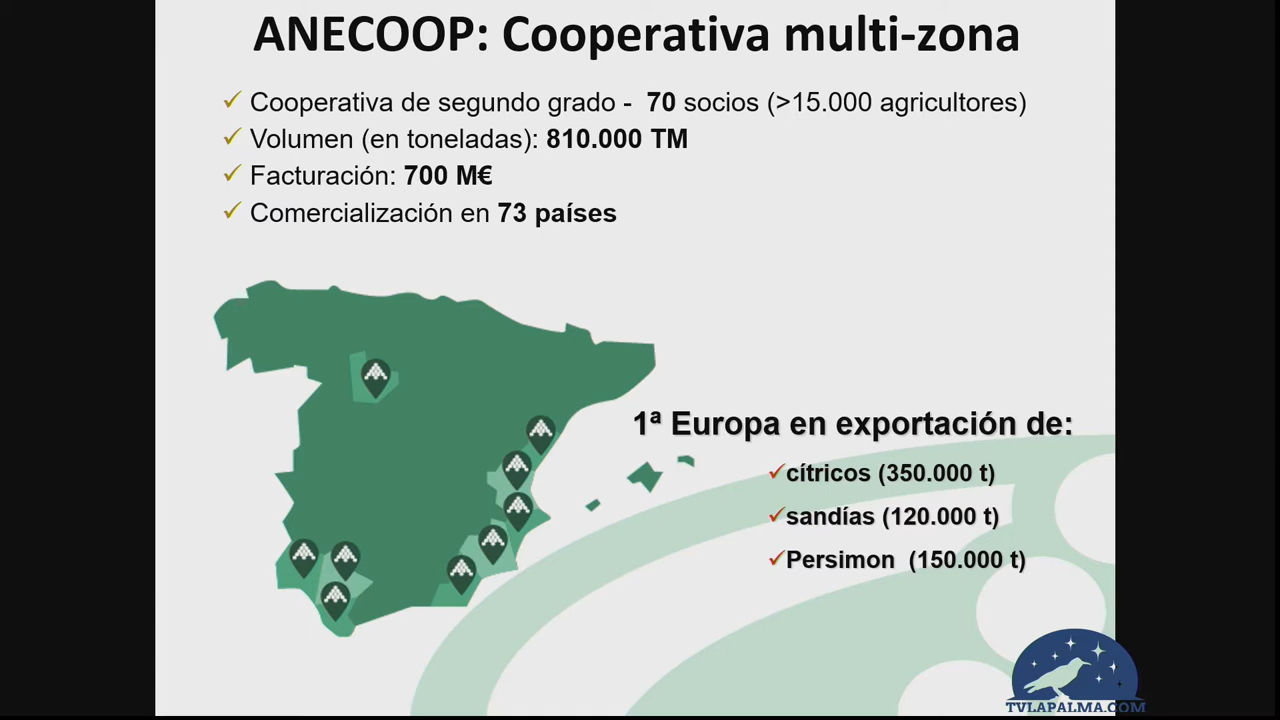 ANECOOP: Cooperativa multi-zona
✓ Cooperativa de segundo grado - 70 socios (>15.000 agricultores)
✓ Volumen (en toneladas): 810.000 TM
✓ Facturación: 700 M€
✓ Comercialización en 73 países
1ª Europa en exportación de:
✓cítricos (350.000 t)
✓sandías (120.000 t)
✓Persimon (150.000 t)
TVLAPALMA.COM